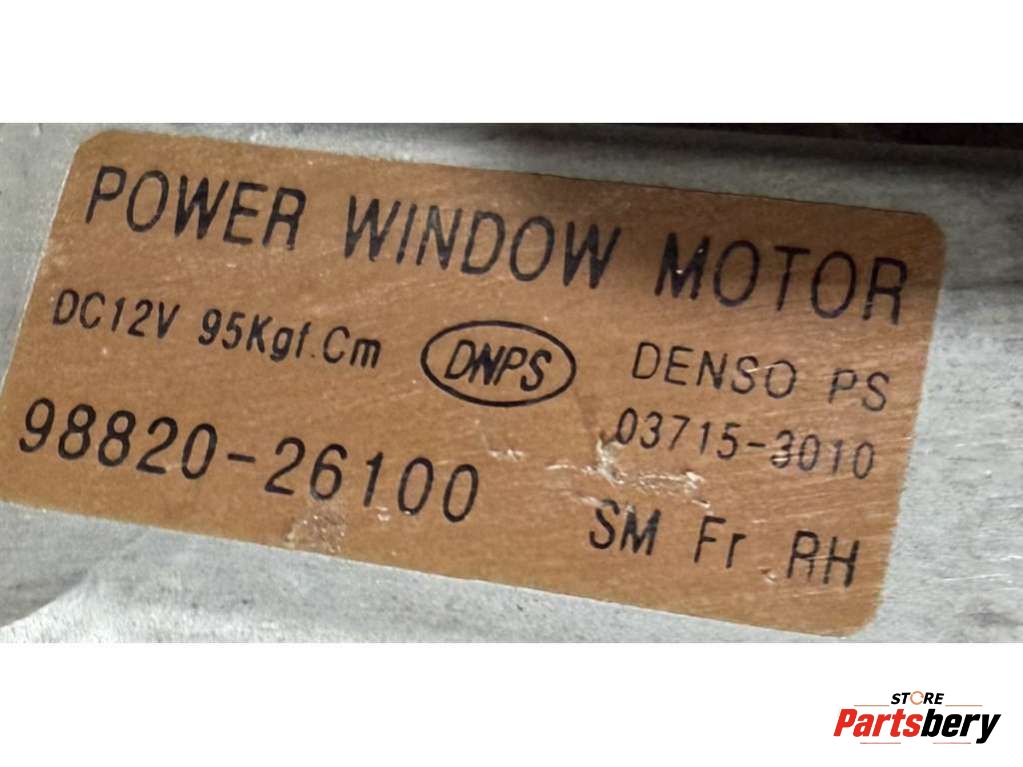 POWER WINDOW MOTOR
DC12V 95Kgf.Cm DNPS DENSO PS
98820-26100 03715-3010
SM Fr RH
STORE
Partsbery